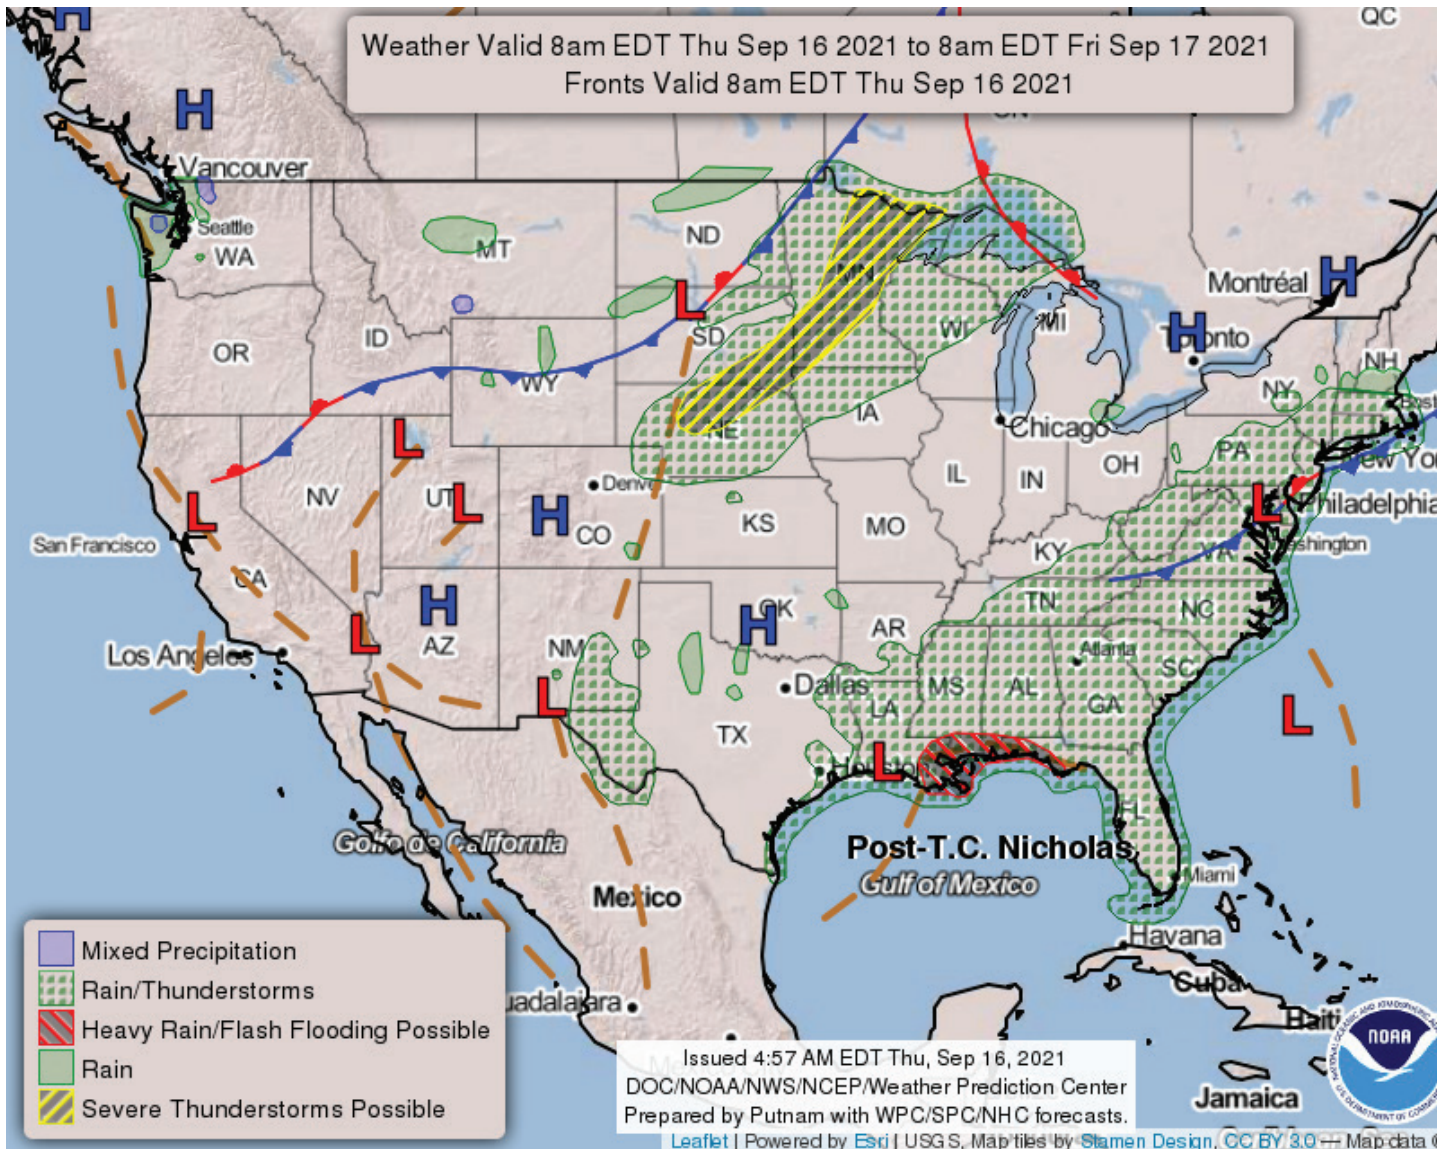 QC
Weather Valid 8am EDT Thu Sep 16 2021 to 8am EDT Fri Sep 17 2021
Fronts Valid 8am EDT Thu Sep 16 2021
H
H
Vancouver
Seattle
WA
MT
ND
MN
Montréal
H
L
SD
WI
MI
H
Toronto
OR
ID
WY
NH
NY
Boston
NE
IA
Chicago
L
PA
New Yo
NV
UT
L
H
Denver
CO
KS
MO
IL
IN
OH
L
Philadelphia
L
San Francisco
CA
KY
VA
Washington
H
AZ
NM
H
OK
AR
TN
NC
L
Los Angeles
Atlanta
SC
L
Dallas
LA
MS
AL
GA
L
TX
L
Houston
FL
Golfo de California
Post-T.C. Nicholas
Gulf of Mexico
Miami
Mexico
Havana
Cuba
Haiti
uadalajara
Mexico City
Jamaica
Mixed Precipitation
Rain/Thunderstorms
Heavy Rain/Flash Flooding Possible
Rain
Severe Thunderstorms Possible
Issued 4:57 AM EDT Thu, Sep 16, 2021
DOC/NOAA/NWS/NCEP/Weather Prediction Center
Prepared by Putnam with WPC/SPC/NHC forecasts.
NOAA
Leaflet | Powered by Esri | USGS, Map tiles by Stamen Design, CC BY 3.0 — Map data ©